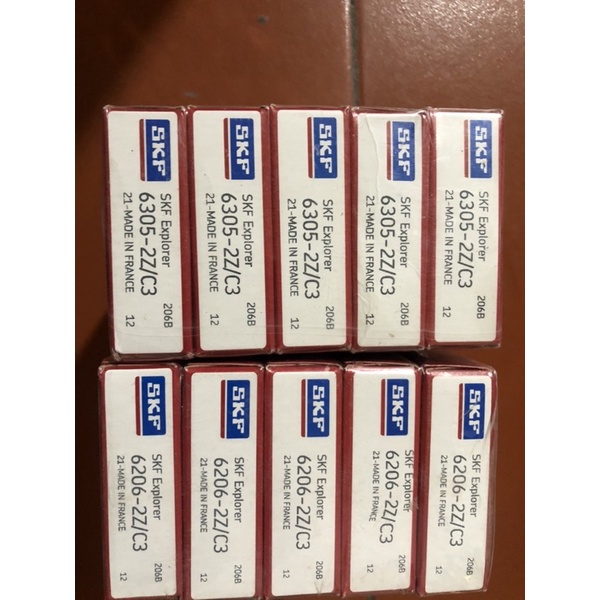 SKF
SKF Explorer
6305-2Z/C3
21-MADE IN FRANCE
206B
12
SKF
SKF Explorer
6305-2Z/C3
21-MADE IN FRANCE
206B
12
SKF
SKF Explorer
6305-2Z/C3
21-MADE IN FRANCE
206B
12
SKF
SKF Explorer
6305-2Z/C3
21-MADE IN FRANCE
206B
12
SKF
SKF Explorer
6305-2Z/C3
21-MADE IN FRANCE
206B
12
SKF
SKF Explorer
6206-2Z/C3
21-MADE IN FRANCE
206B
12
SKF
SKF Explorer
6206-2Z/C3
21-MADE IN FRANCE
206B
12
SKF
SKF Explorer
6206-2Z/C3
21-MADE IN FRANCE
206B
12
SKF
SKF Explorer
6206-2Z/C3
21-MADE IN FRANCE
206B
12
SKF
SKF Explorer
6206-2Z/C3
21-MADE IN FRANCE
206B
12